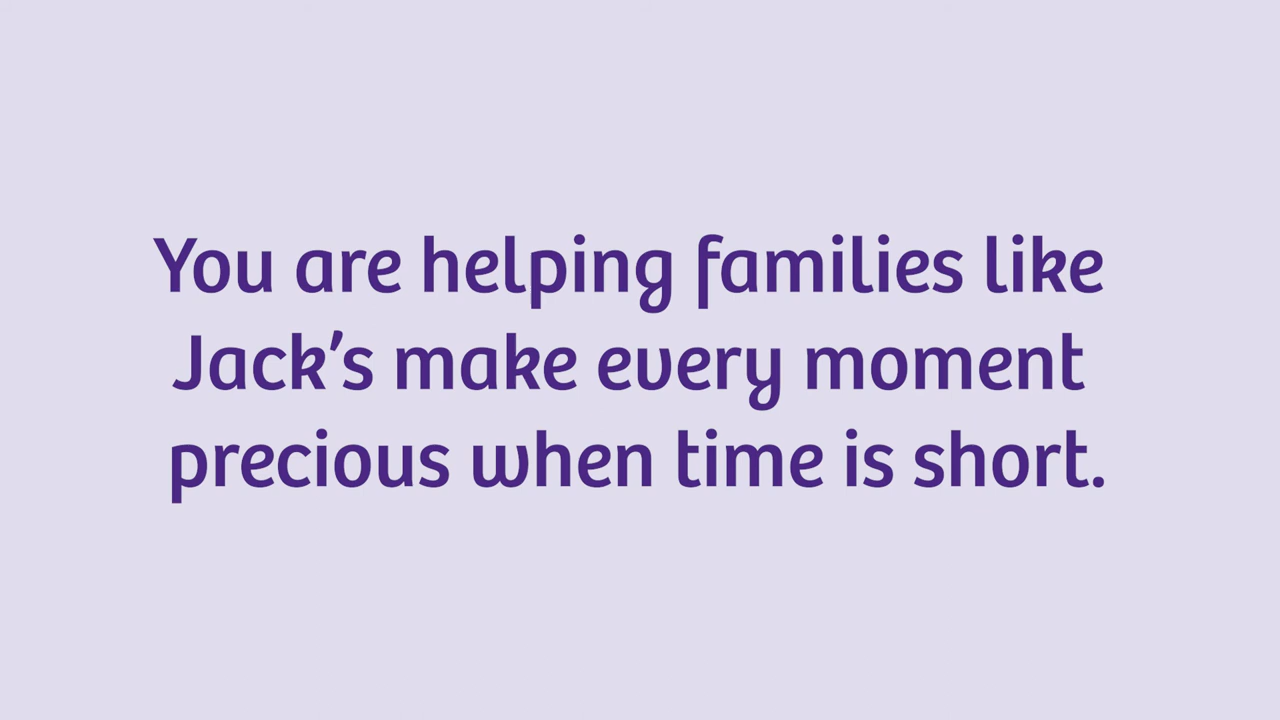 You are helping families like
Jack’s make every moment
precious when time is short.